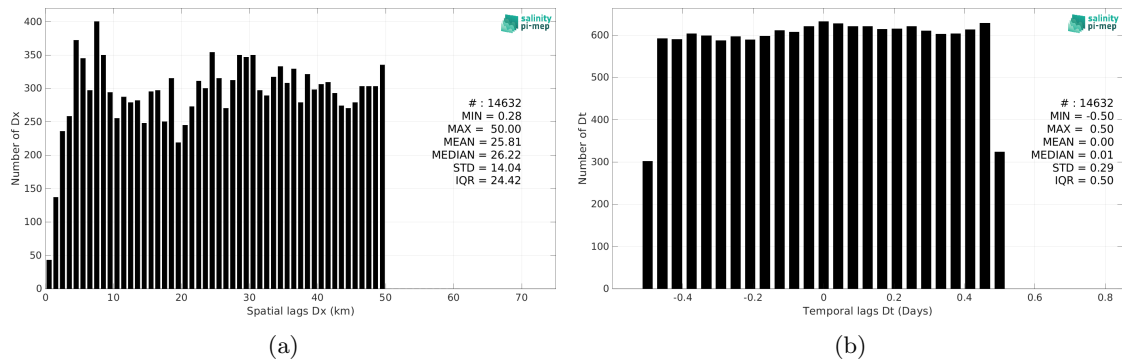 400
350
300
250
200
150
100
50
0
Number of Dx
0 10 20 30 40 50 60 70
Spatial lags Dx (km)
salinity
pi-mep
# : 14632
MIN = 0.28
MAX = 50.00
MEAN = 25.81
MEDIAN = 26.22
STD = 14.04
IQR = 24.42
(a)
600
500
400
300
200
100
0
Number of Dt
-0.4 -0.2 0 0.2 0.4 0.6 0.8
Temporal lags Dt (Days)
salinity
pi-mep
# : 14632
MIN = -0.50
MAX = 0.50
MEAN = 0.00
MEDIAN = 0.01
STD = 0.29
IQR = 0.50
(b)